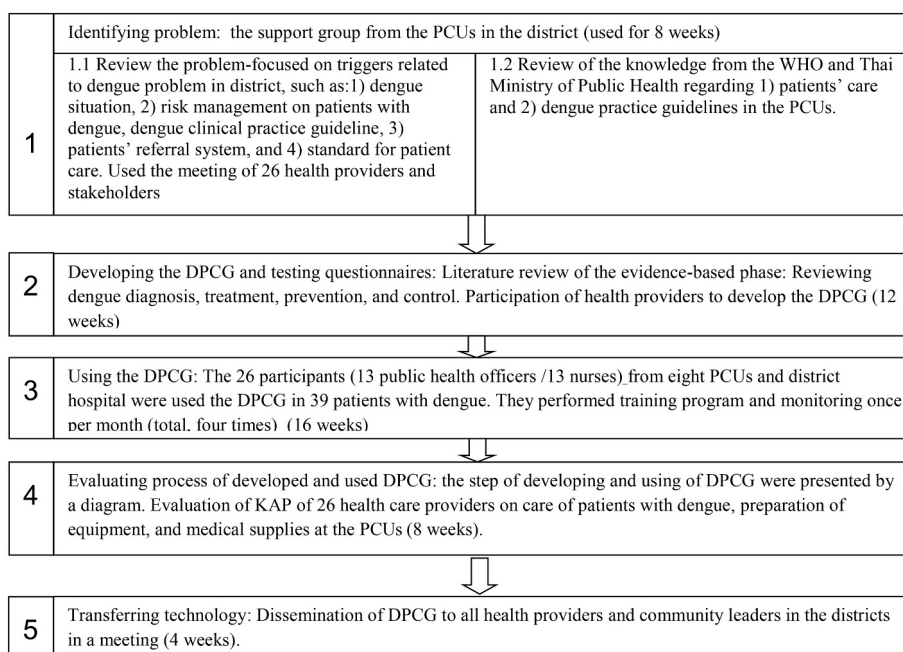 1
Identifying problem: the support group from the PCUs in the district (used for 8 weeks)
1.1 Review the problem-focused on triggers related
to dengue problem in district, such as:1) dengue
situation, 2) risk management on patients with
dengue, dengue clinical practice guideline, 3)
patients' referral system, and 4) standard for patient
care. Used the meeting of 26 health providers and
stakeholders
1.2 Review of the knowledge from the WHO and Thai
Ministry of Public Health regarding 1) patients' care
and 2) dengue practice guidelines in the PCUs.
2
Developing the DPCG and testing questionnaires: Literature review of the evidence-based phase: Reviewing
dengue diagnosis, treatment, prevention, and control. Participation of health providers to develop the DPCG (12
weeks)
3
Using the DPCG: The 26 participants (13 public health officers /13 nurses) from eight PCUs and district
hospital were used the DPCG in 39 patients with dengue. They performed training program and monitoring once
per month (total, four times) (16 weeks)
4
Evaluating process of developed and used DPCG: the step of developing and using of DPCG were presented by
a diagram. Evaluation of KAP of 26 health care providers on care of patients with dengue, preparation of
equipment, and medical supplies at the PCUs (8 weeks).
5
Transferring technology: Dissemination of DPCG to all health providers and community leaders in the districts
in a meeting (4 weeks).